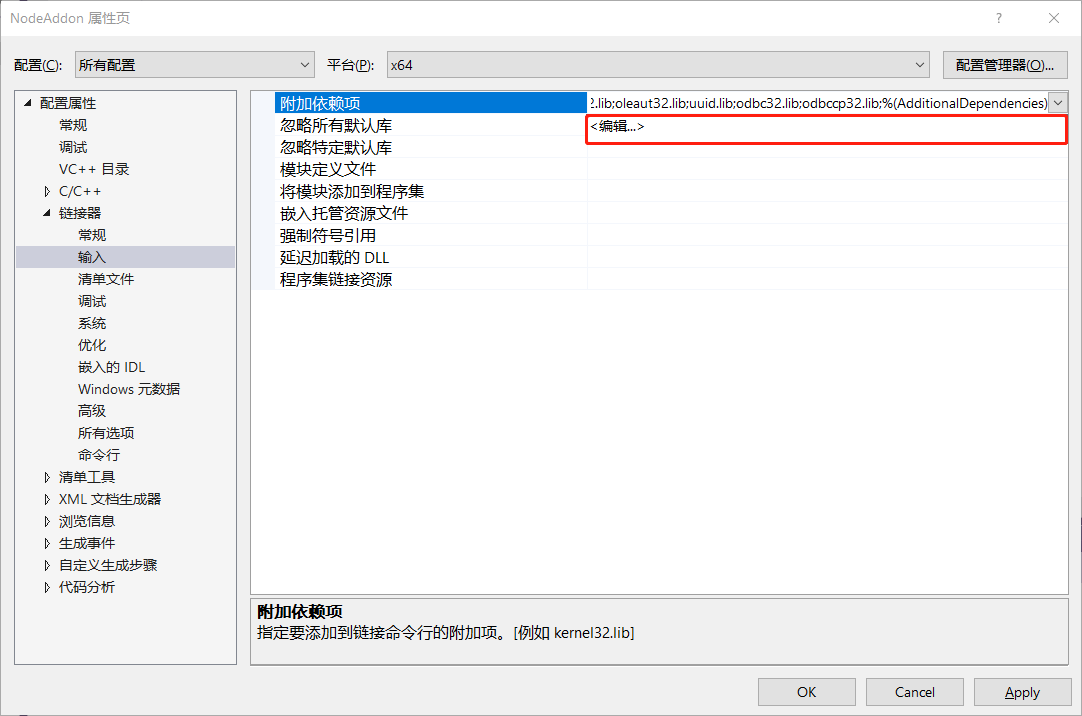 NodeAddon 属性页
?
配置(C): 所有配置 平台(P): x64 配置管理器(O)...
配置属性
常规
调试
VC++ 目录
C/C++
链接器
常规
输入
清单文件
调试
系统
优化
嵌入的 IDL
Windows 元数据
高级
所有选项
命令行
清单工具
XML 文档生成器
浏览信息
生成事件
自定义生成步骤
代码分析
附加依赖项 2.lib;oleaut32.lib;uuid.lib;odbc32.lib;odbccp32.lib;%(AdditionalDependencies)
忽略所有默认库 <编辑...>
忽略特定默认库
模块定义文件
将模块添加到程序集
嵌入托管资源文件
强制符号引用
延迟加载的 DLL
程序集链接资源
附加依赖项
指定要添加到链接命令行的附加项。[例如 kernel32.lib]
OK Cancel Apply